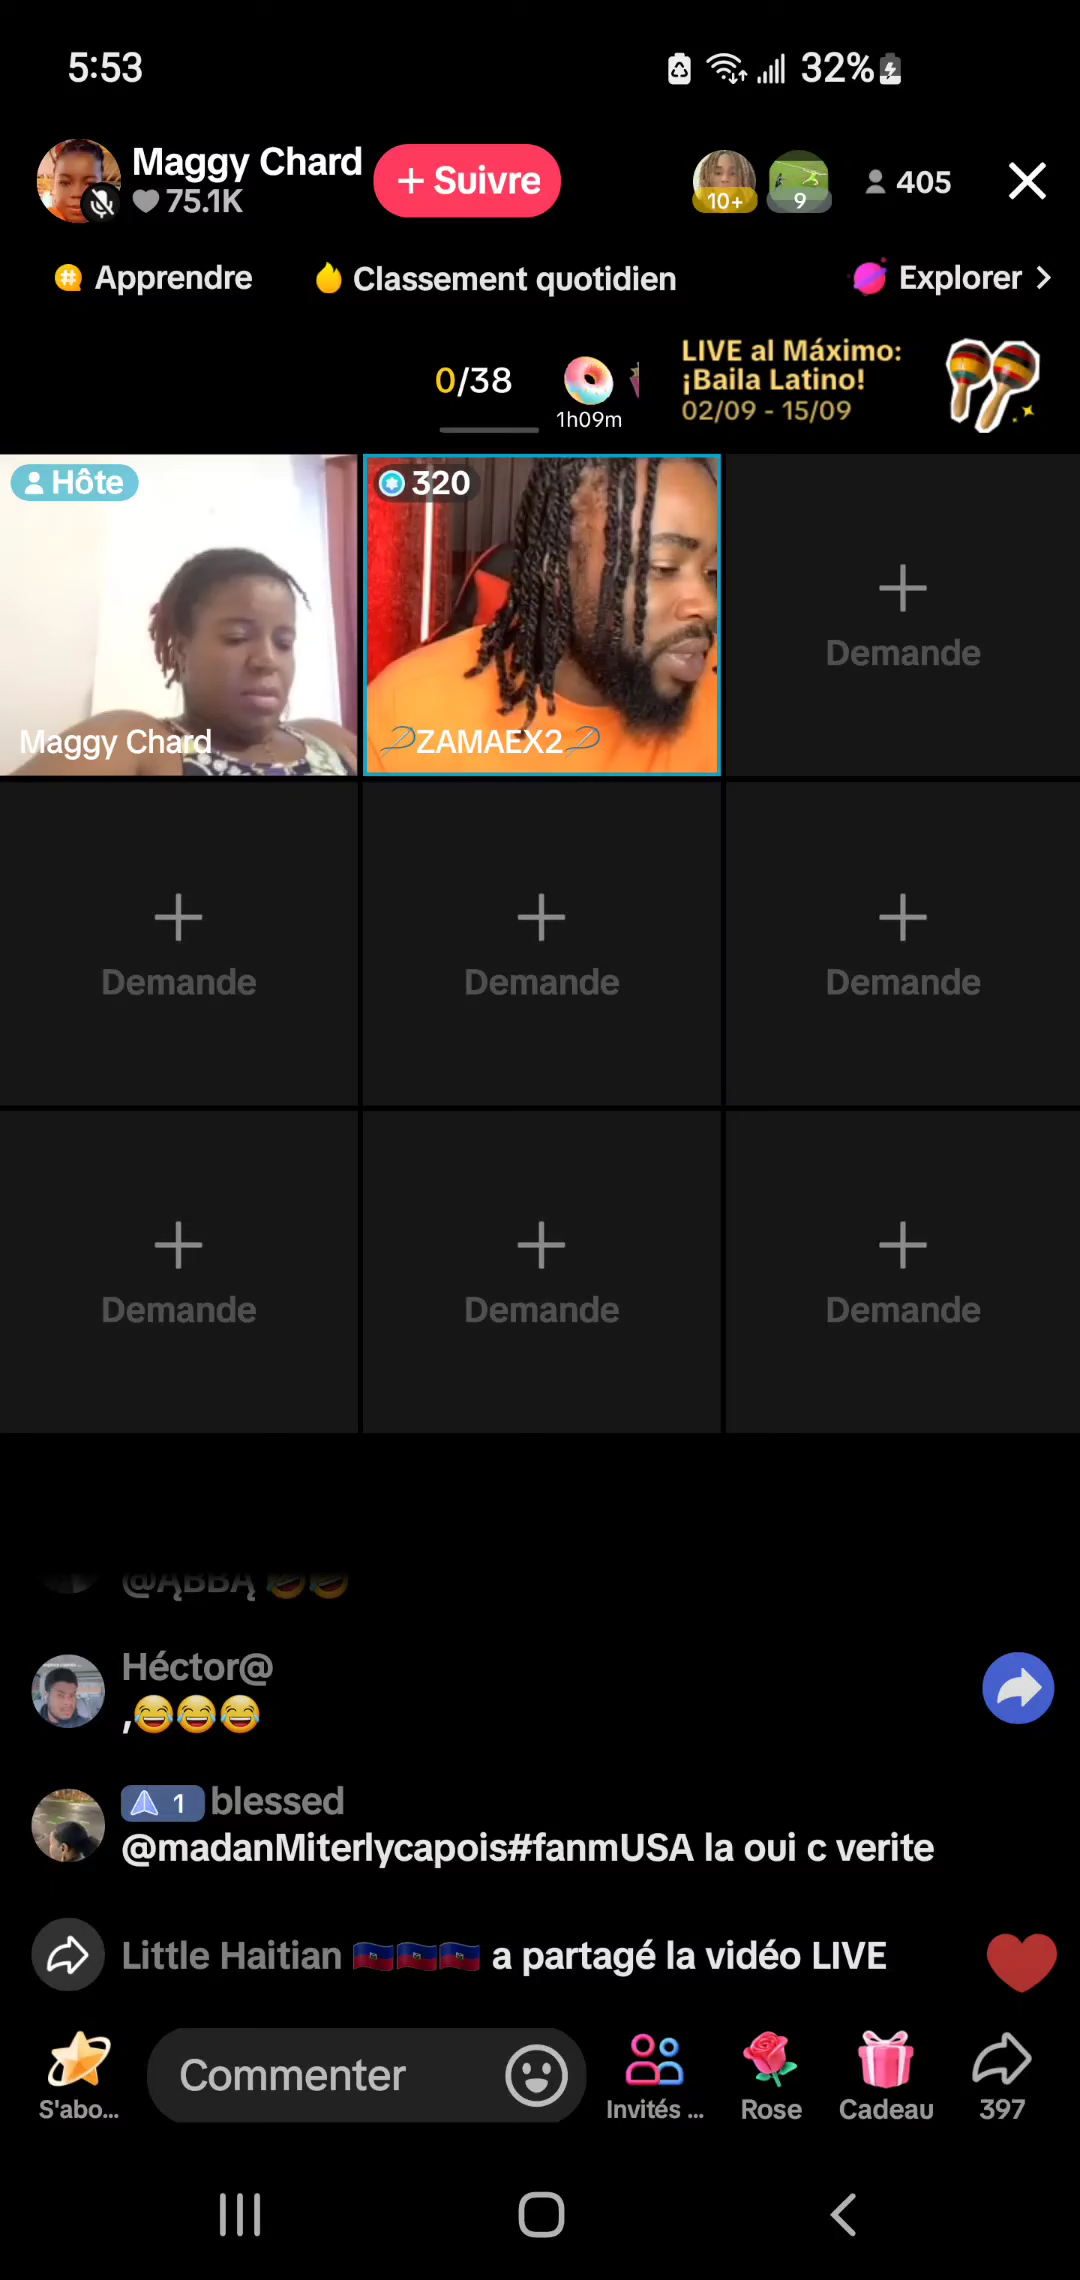 5:53
32%
Maggy Chard
75.1K
+ Suivre
10+
9
405
Apprendre
Classement quotidien
Explorer
0/38
1h09m
LIVE al Máximo:
¡Baila Latino!
02/09 - 15/09
Hôte
320
Maggy Chard
ZAMAEX2
Demande
Demande
Demande
Demande
Demande
Demande
Demande
@ĄBBĄ 🤣🤣
Héctor@
,😂😂😂
1 blessed
@madanMiterlycapois#fanmUSA la oui c verite
Little Haitian 🇭🇹🇭🇹🇭🇹 a partagé la vidéo LIVE
S'abo...
Commenter
Invités ...
Rose
Cadeau
397